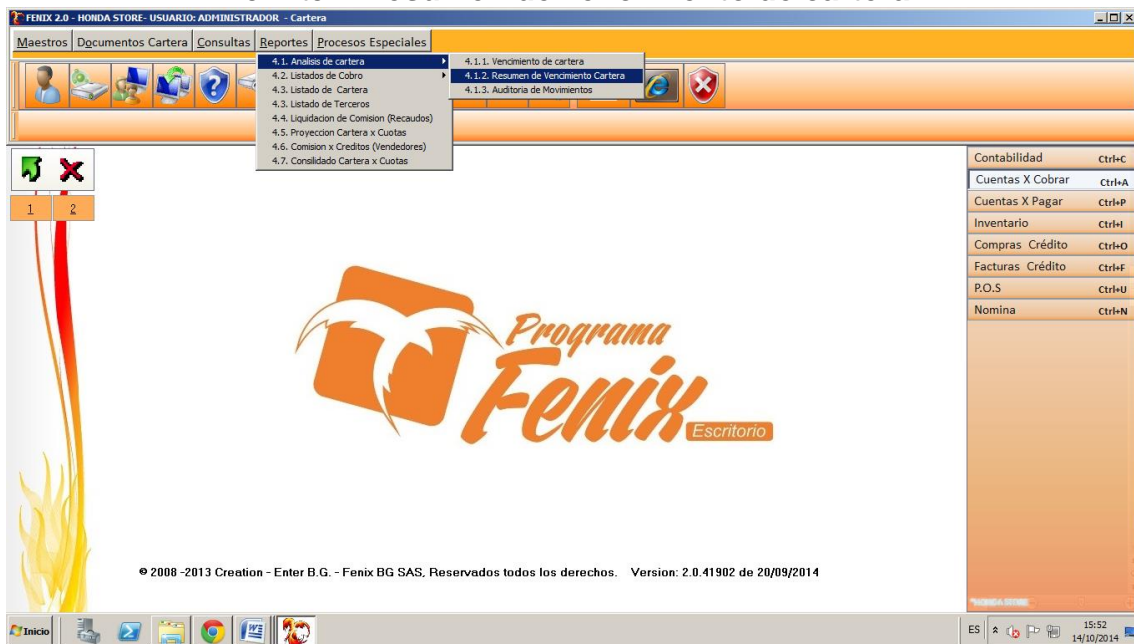 FENIX 2.0 - HONDA STORE- USUARIO: ADMINISTRADOR - Cartera
Maestros Documentos Cartera Consultas Reportes Procesos Especiales
4.1. Analisis de cartera
4.2. Listados de Cobro
4.3. Listado de Cartera
4.3. Listado de Terceros
4.4. Liquidacion de Comision (Recaudos)
4.5. Proyeccion Cartera x Cuotas
4.6. Comision x Creditos (Vendedores)
4.7. Consilidado Cartera x Cuotas
4.1.1. Vencimiento de cartera
4.1.2. Resumen de Vencimiento Cartera
4.1.3. Auditoria de Movimientos
1 2
Contabilidad Ctrl+C
Cuentas X Cobrar Ctrl+A
Cuentas X Pagar Ctrl+P
Inventario Ctrl+I
Compras Crédito Ctrl+O
Facturas Crédito Ctrl+F
P.O.S Ctrl+U
Nomina Ctrl+N
Programa
Fenix
Escritorio
© 2008 -2013 Creation - Enter B.G. - Fenix BG SAS, Reservados todos los derechos. Version: 2.0.41902 de 20/09/2014
*HONDA STORE
Inicio
ES
15:52
14/10/2014